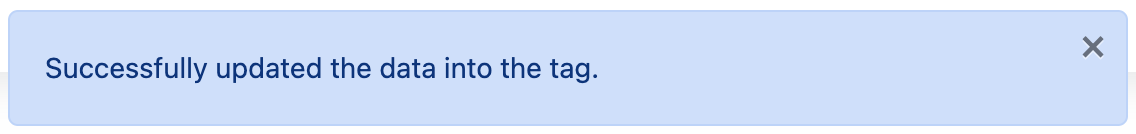 Successfully updated the data into the tag.